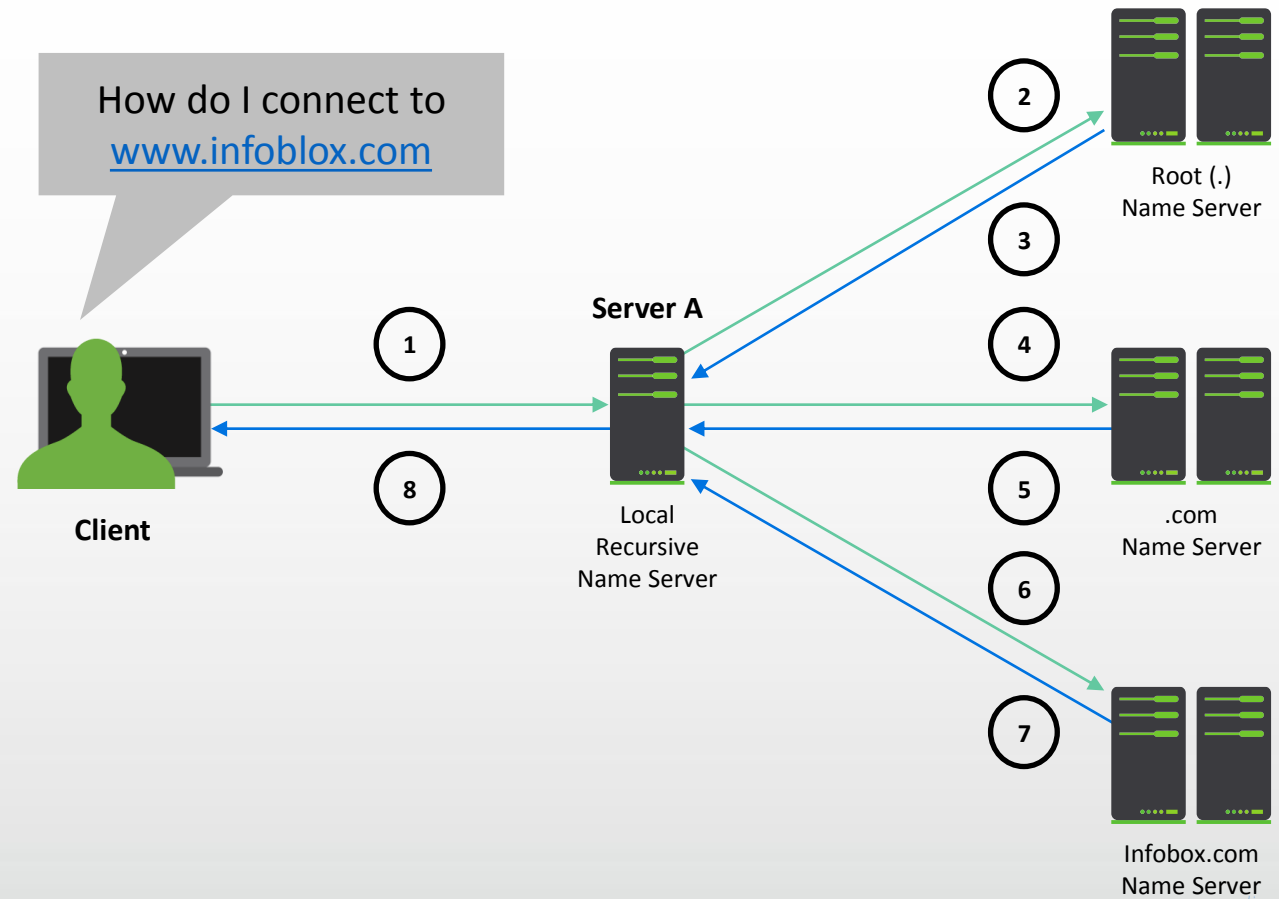 How do I connect to
www.infoblox.com
Client
1
8
Server A
Local
Recursive
Name Server
2
3
Root (.)
Name Server
4
5
.com
Name Server
6
7
Infobox.com
Name Server